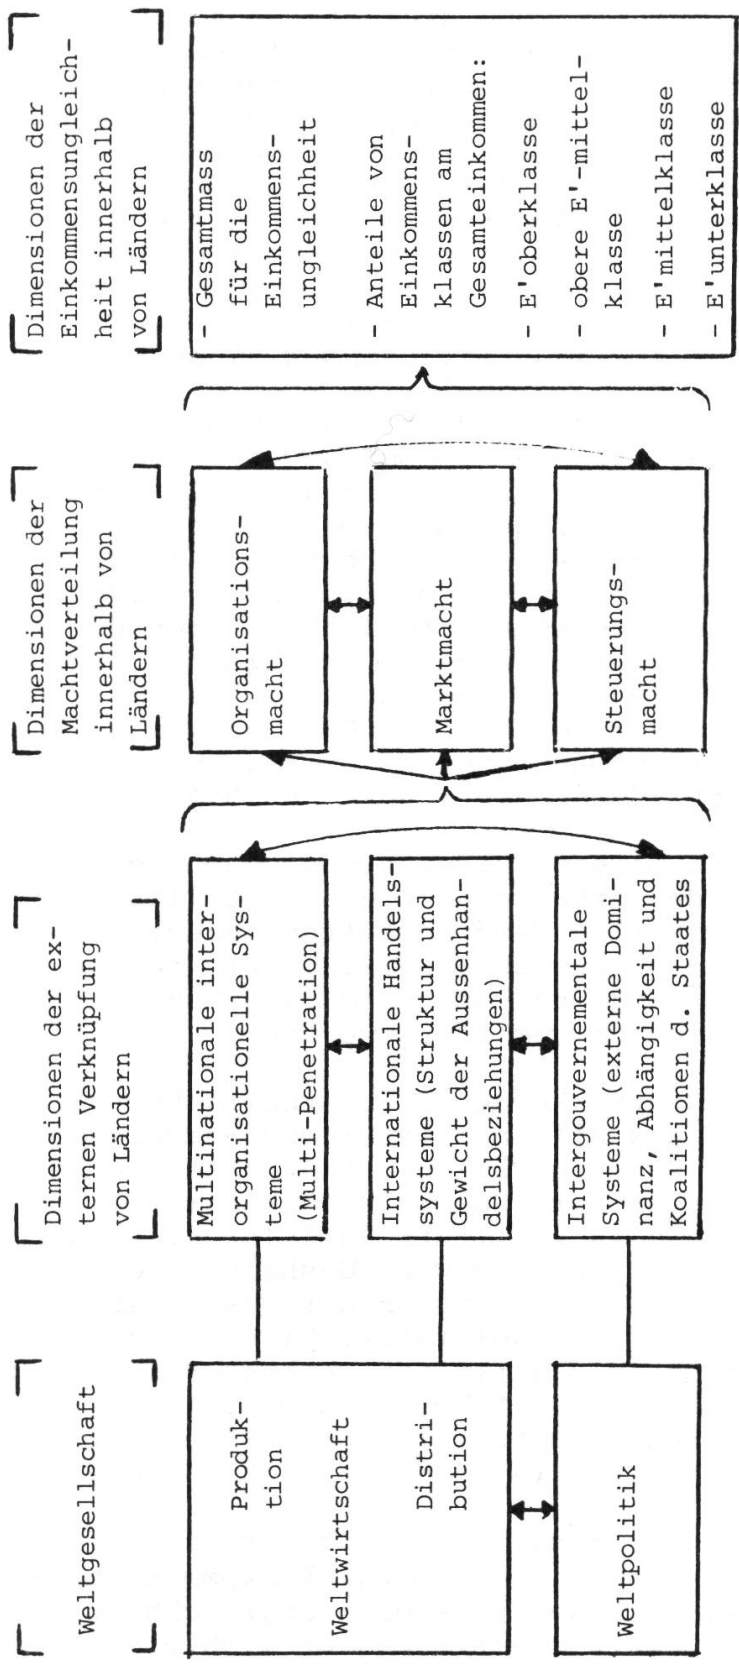 Weltgesellschaft
Produk-
tion
Weltwirtschaft
Distri-
bution
Weltpolitik
Dimensionen der ex-
ternen Verknüpfung
von Ländern
Multinationale inter-
organisationelle Sys-
teme
(Multi-Penetration)
Internationale Handels-
systeme (Struktur und
Gewicht der Aussenhan-
delsbeziehungen)
Intergouvernementale
Systeme (externe Domi-
nanz, Abhängigkeit und
Koalitionen d. Staates
Dimensionen der
Machtverteilung
innerhalb von
Ländern
Organisations-
macht
Marktmacht
Steuerungs-
macht
Dimensionen der
Einkommensungleich-
heit innerhalb
von Ländern
- Gesamtmass
für die
Einkommens-
ungleichheit
- Anteile von
Einkommens-
klassen am
Gesamteinkommen:
- E'oberklasse
- obere E'-mittel-
klasse
- E'mittelklasse
- E'unterklasse